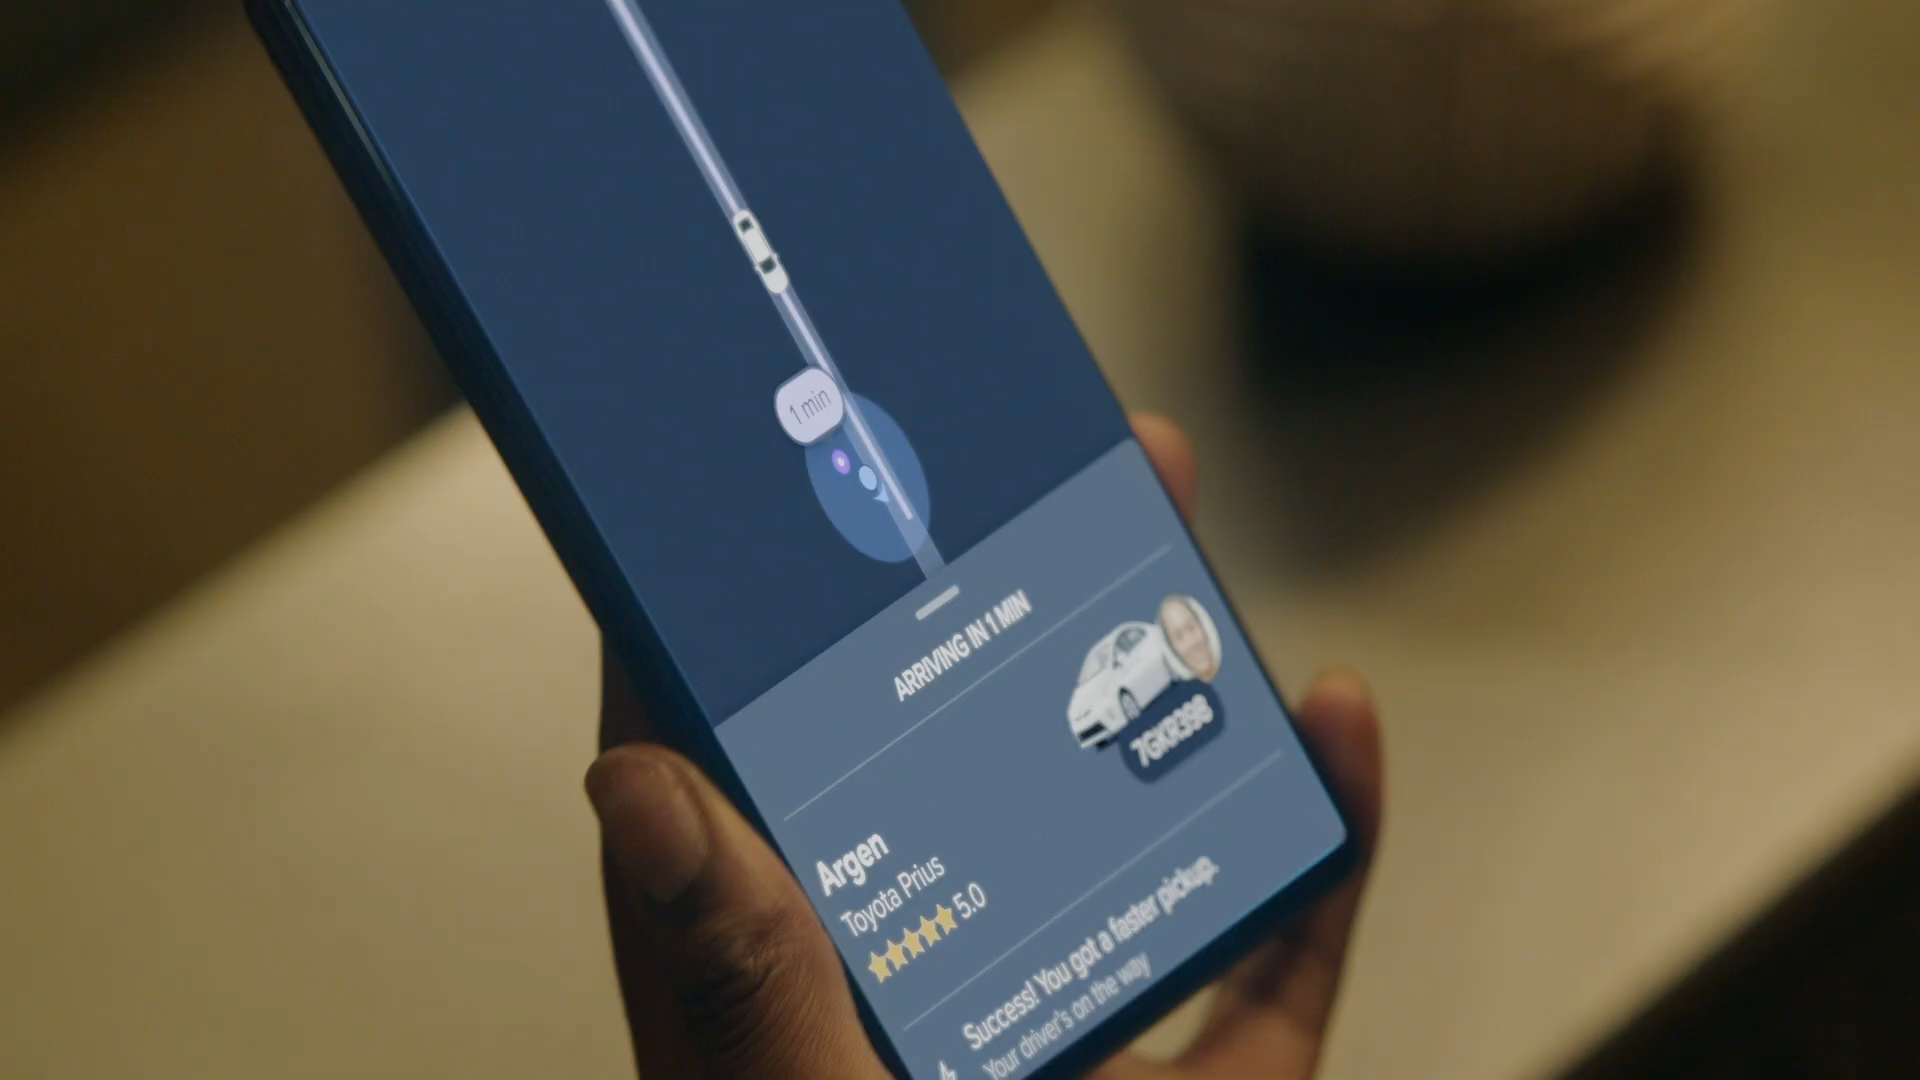 1 min
ARRIVING IN 1 MIN
7GKR398
Argen
Toyota Prius
5.0
Success! You got a faster pickup.
Your driver's on the way